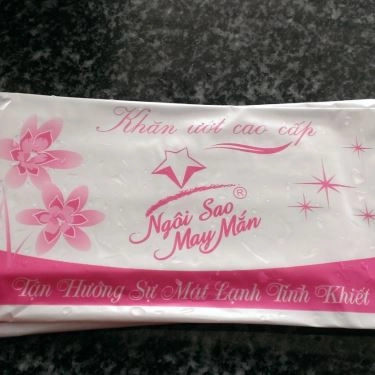 Khăn ướt cao cấp
®
Ngôi Sao
May Mắn
Tận Hưởng Sự Mát Lạnh Tinh Khiết